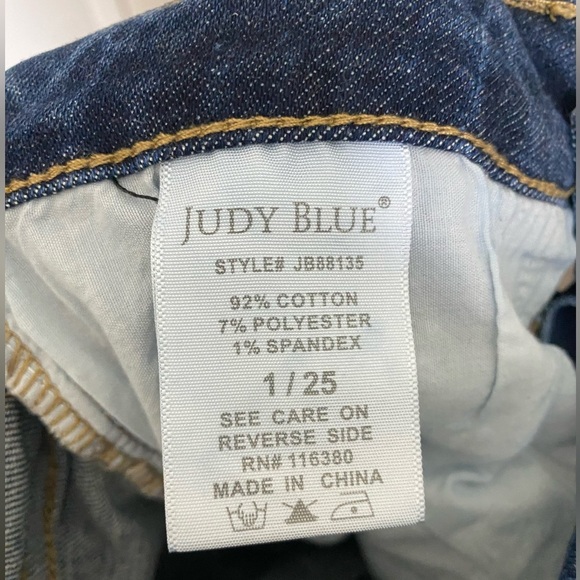 JUDY BLUE®
STYLE# JB88135
92% COTTON
7% POLYESTER
1% SPANDEX
1 / 25
SEE CARE ON
REVERSE SIDE
RN# 116380
MADE IN CHINA